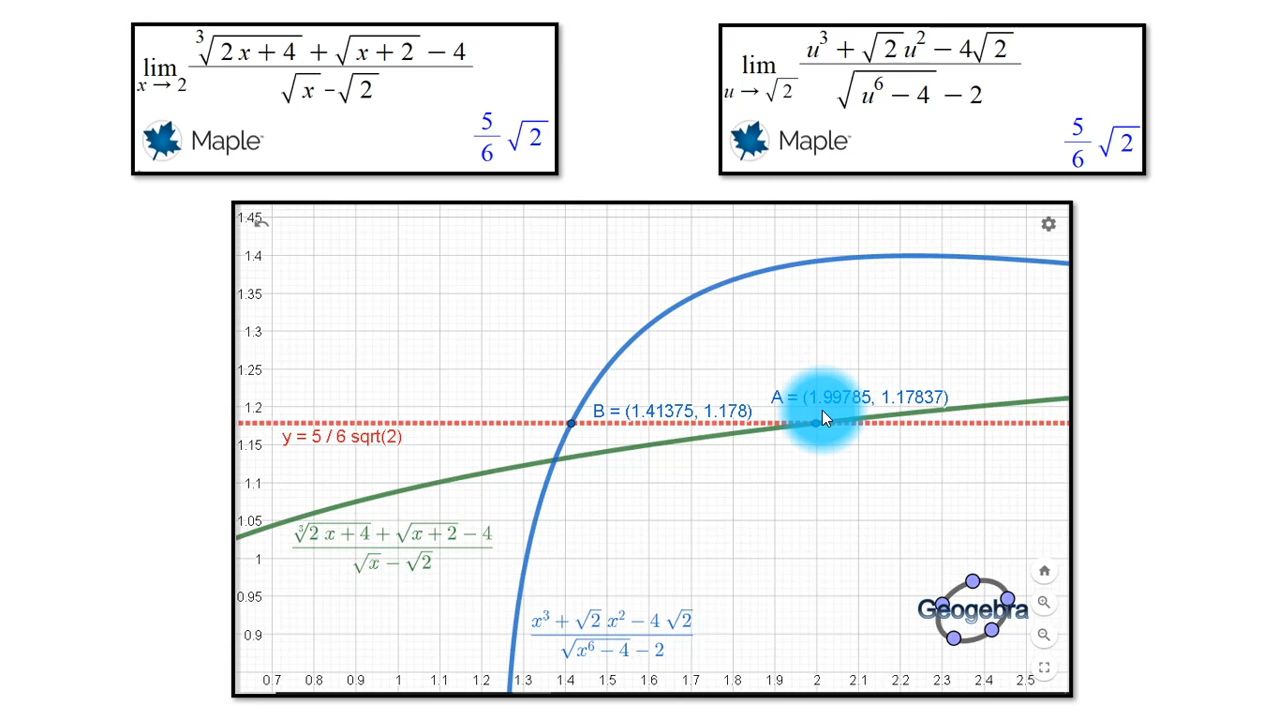 lim x → 2 (∛(2x + 4) + √(x + 2) − 4) / (√x − √2)
Maple™
5/6 √2
lim u → √2 (u³ + √2 u² − 4√2) / (√(u⁶ − 4) − 2)
Maple™
5/6 √2
1.45
1.4
1.35
1.3
1.25
1.2
1.15
1.1
1.05
1
0.95
0.9
A = (1.99785, 1.17837)
B = (1.41375, 1.178)
y = 5 / 6 sqrt(2)
(∛(2 x + 4) + √(x + 2) − 4) / (√x − √2)
(x³ + √2 x² − 4 √2) / (√(x⁶ − 4) − 2)
Geogebra
0.7 0.8 0.9 1 1.1 1.2 1.3 1.4 1.5 1.6 1.7 1.8 1.9 2 2.1 2.2 2.3 2.4 2.5